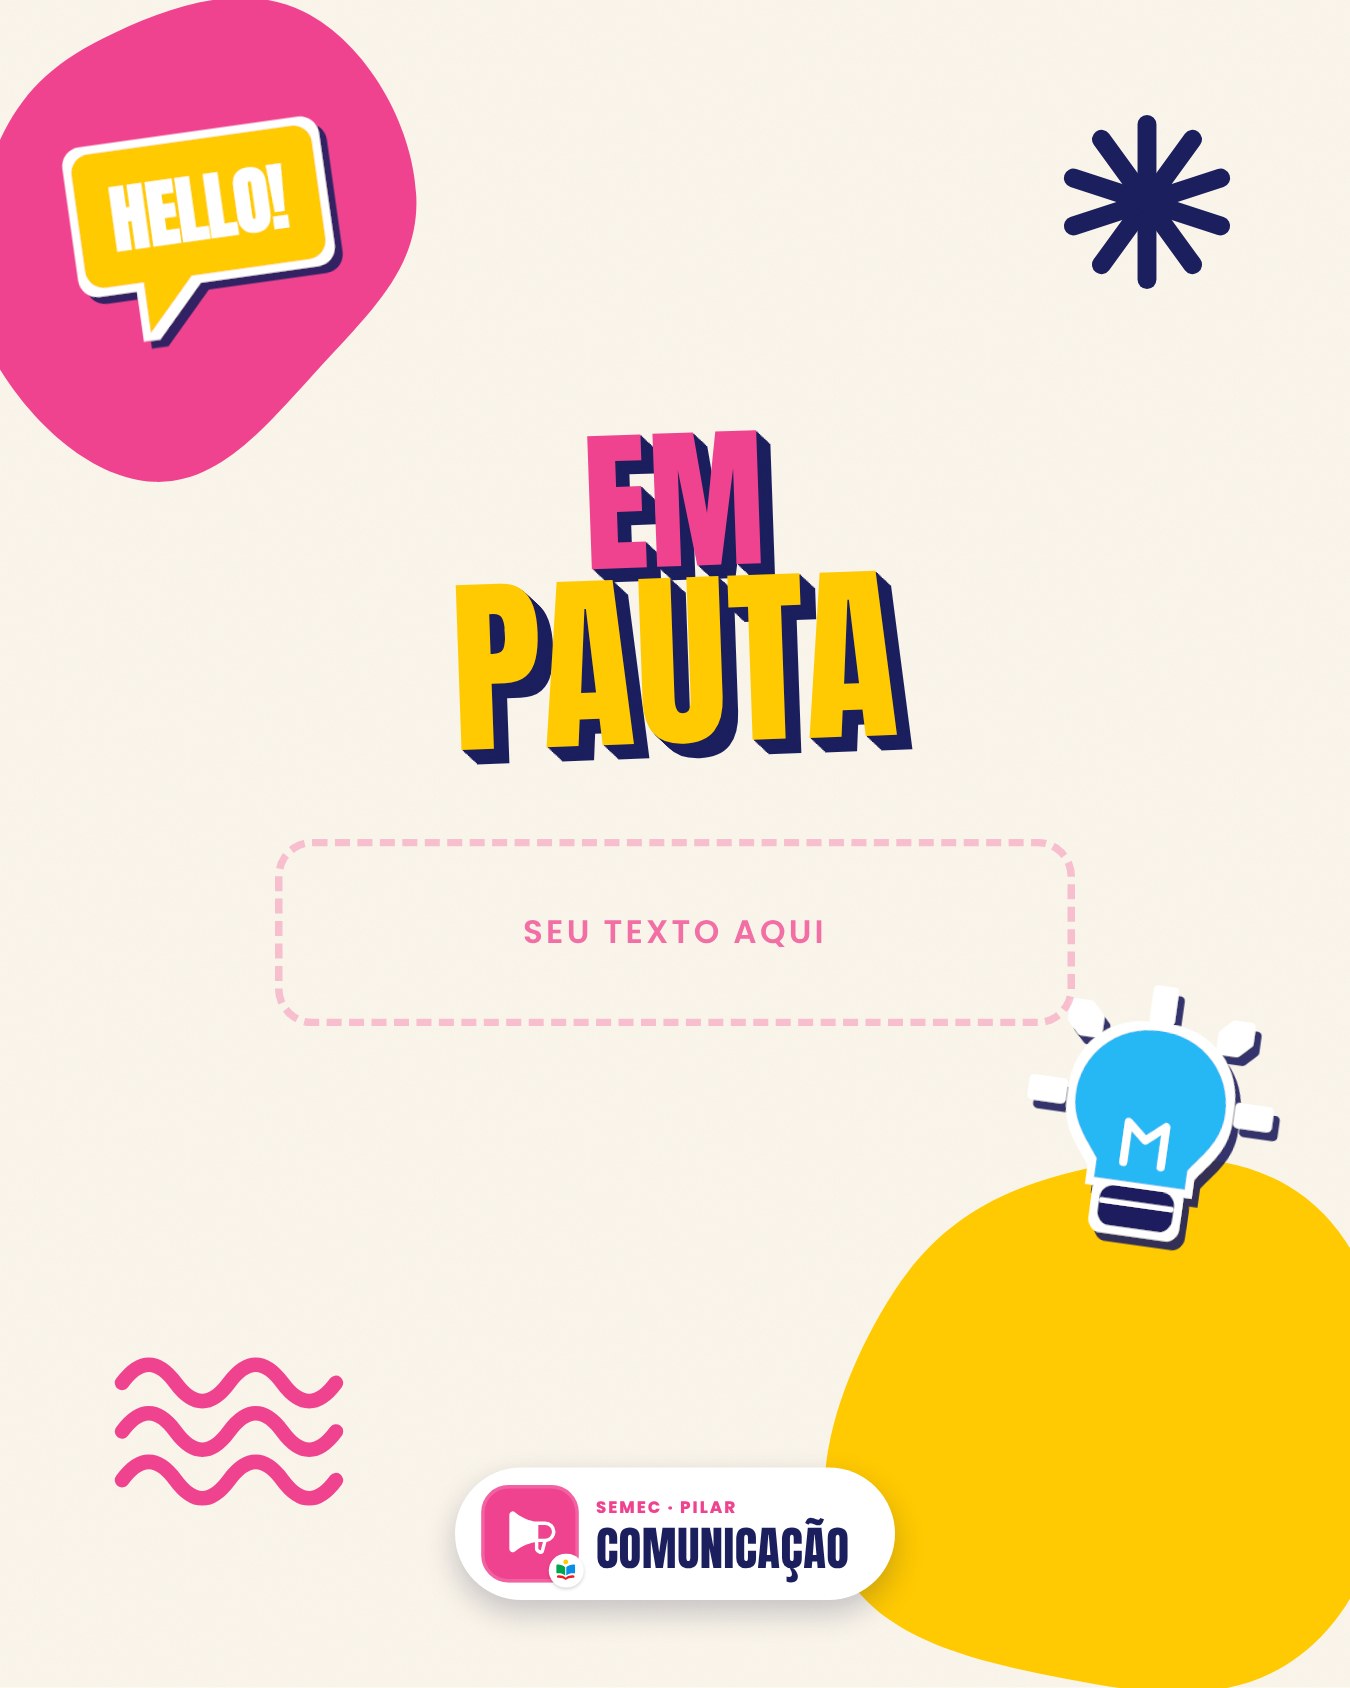 HELLO!
EM
PAUTA
SEU TEXTO AQUI
M
SEMEC · PILAR
COMUNICAÇÃO